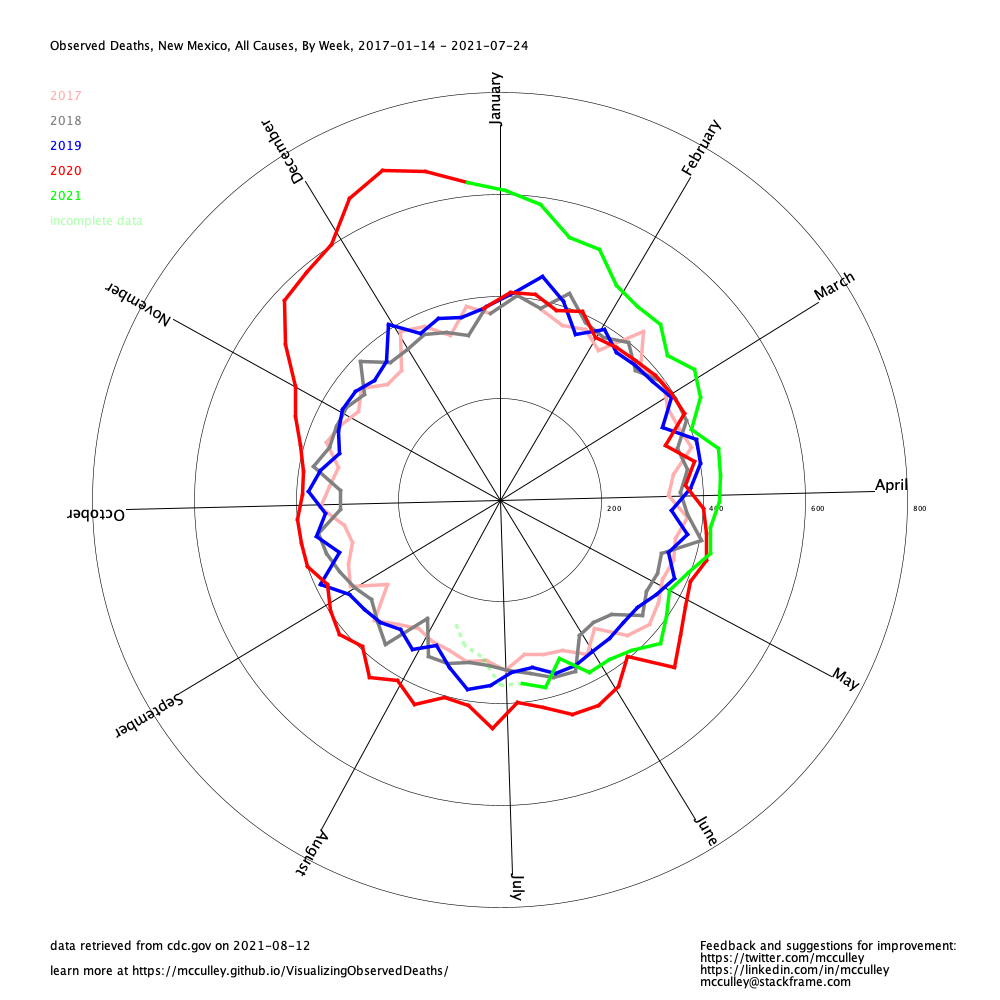 Observed Deaths, New Mexico, All Causes, By Week, 2017-01-14 - 2021-07-24
2017
2018
2019
2020
2021
incomplete data
January
February
March
April
May
June
July
August
September
October
November
December
200
400
600
800
data retrieved from cdc.gov on 2021-08-12
learn more at https://mcculley.github.io/VisualizingObservedDeaths/
Feedback and suggestions for improvement:
https://twitter.com/mcculley
https://linkedin.com/in/mcculley
mcculley@stackframe.com